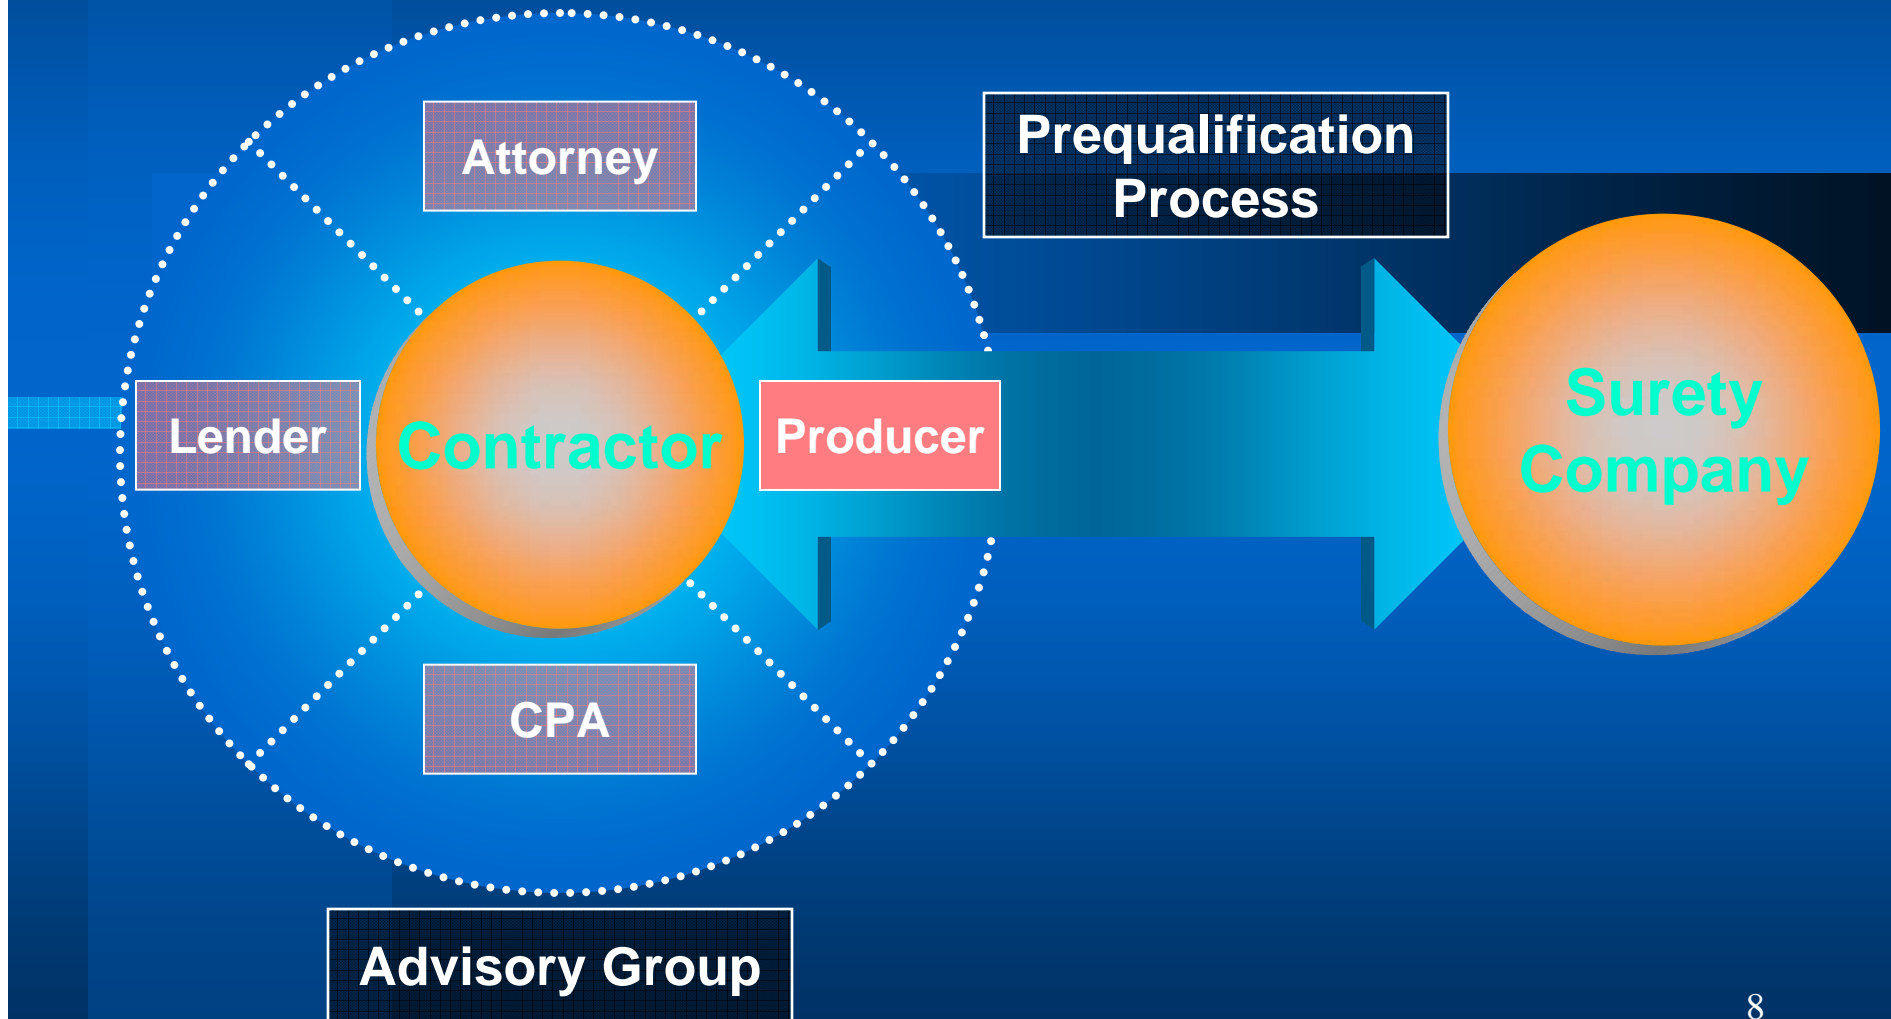 Attorney
Prequalification
Process
Lender
Contractor
Producer
Surety
Company
CPA
Advisory Group
8